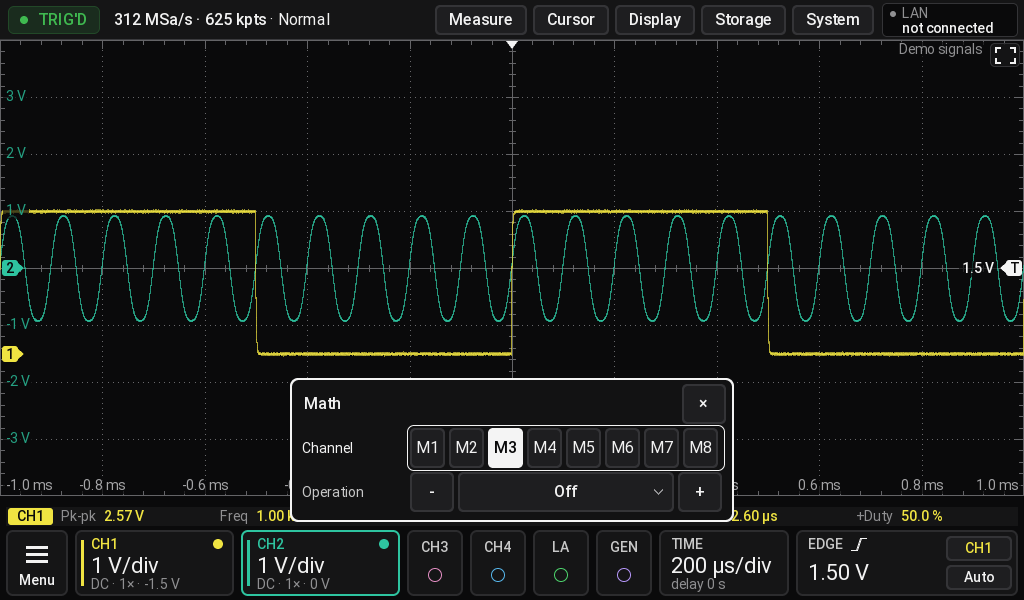 TRIG'D 312 MSa/s · 625 kpts · Normal Measure Cursor Display Storage System LAN
not connected
Demo signals
3 V
2 V
1 V
2 1.5 V T
-1 V
1
-2 V
Math ×
-3 V
Channel M1 M2 M3 M4 M5 M6 M7 M8
-1.0 ms -0.8 ms -0.6 ms 0.6 ms 0.8 ms 1.0 ms
Operation - Off +
CH1 Pk-pk 2.57 V Freq 1.00 2.60 µs +Duty 50.0 %
Menu
CH1
1 V/div
DC · 1× · -1.5 V
CH2
1 V/div
DC · 1× · 0 V
CH3
CH4
LA
GEN
TIME
200 µs/div
delay 0 s
EDGE
1.50 V
CH1
Auto